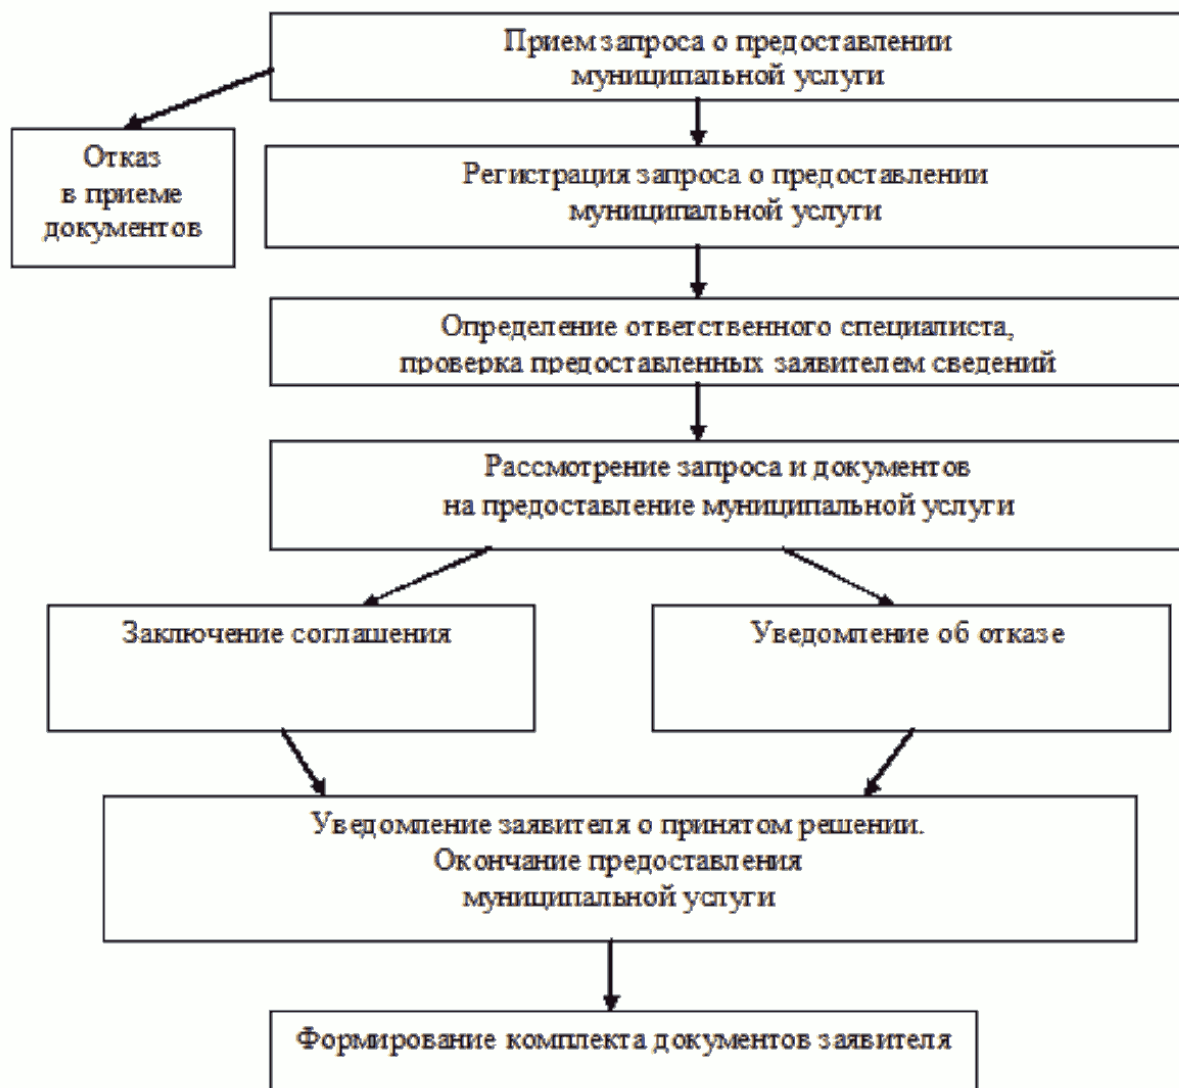 Прием запроса о предоставлении
муниципальной услуги
Отказ
в приеме
документов
Регистрация запроса о предоставлении
муниципальной услуги
Определение ответственного специалиста,
проверка предоставленных заявителем сведений
Рассмотрение запроса и документов
на предоставление муниципальной услуги
Заключение соглашения
Уведомление об отказе
Уведомление заявителя о принятом решении.
Окончание предоставления
муниципальной услуги
Формирование комплекта документов заявителя